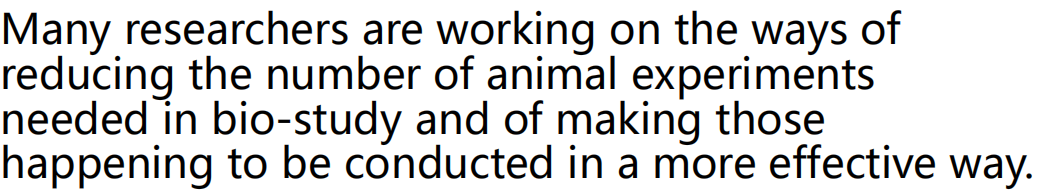 Many researchers are working on the ways of
reducing the number of animal experiments
needed in bio-study and of making those
happening to be conducted in a more effective way.